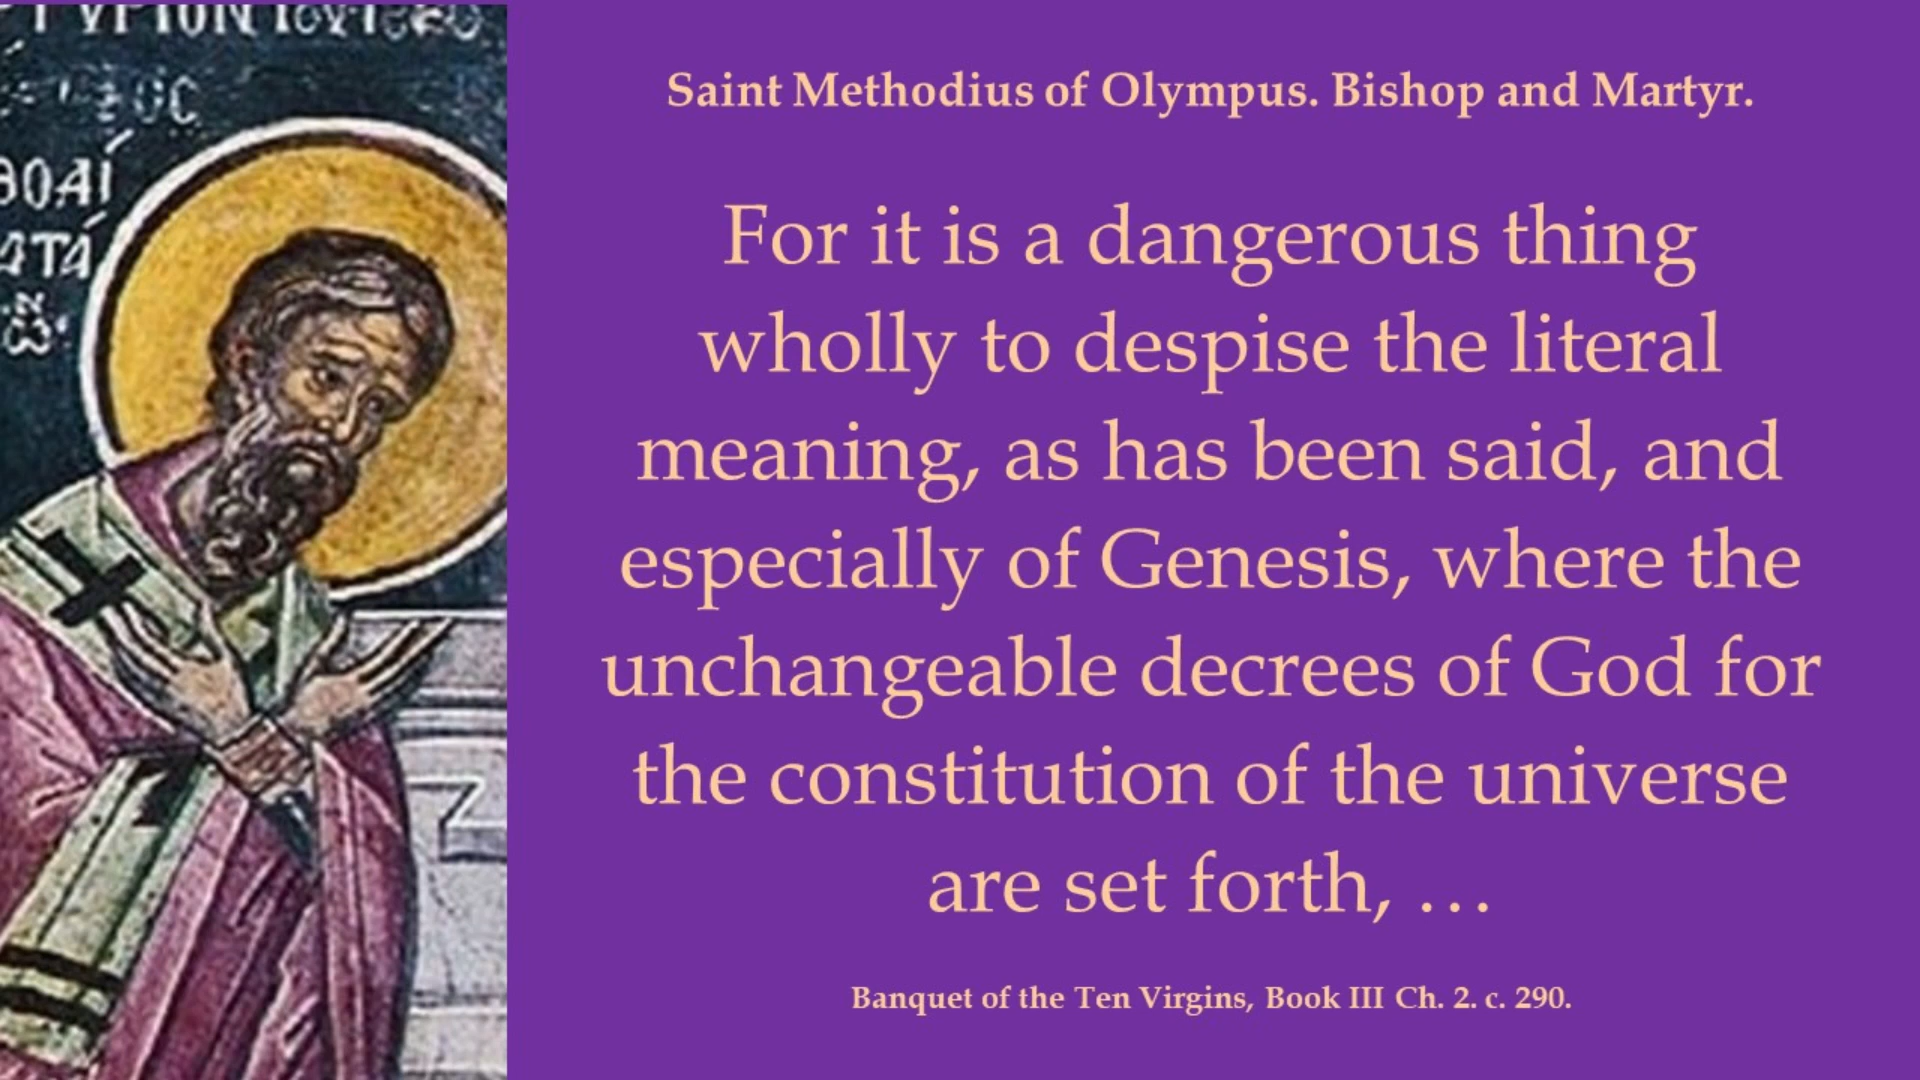 ΘΟΑΙ
ΑΤΑ
Saint Methodius of Olympus. Bishop and Martyr.
For it is a dangerous thing
wholly to despise the literal
meaning, as has been said, and
especially of Genesis, where the
unchangeable decrees of God for
the constitution of the universe
are set forth, …
Banquet of the Ten Virgins, Book III Ch. 2. c. 290.